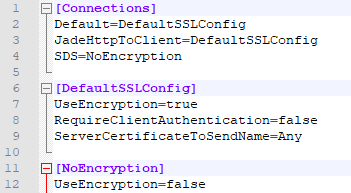 1 [Connections]
2 Default=DefaultSSLConfig
3 JadeHttpToClient=DefaultSSLConfig
4 SDS=NoEncryption
5
6 [DefaultSSLConfig]
7 UseEncryption=true
8 RequireClientAuthentication=false
9 ServerCertificateToSendName=Any
10
11 [NoEncryption]
12 UseEncryption=false